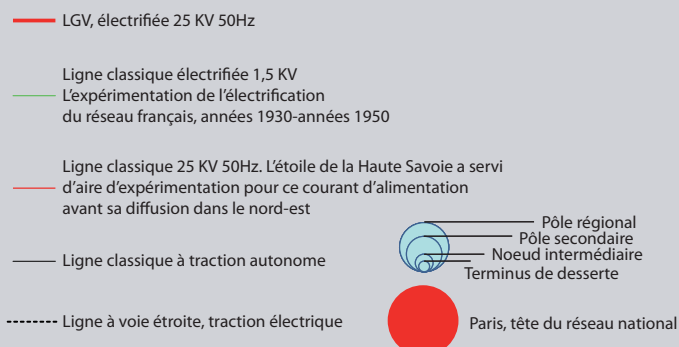 LGV, électrifiée 25 KV 50Hz
Ligne classique électrifiée 1,5 KV
L'expérimentation de l'électrification
du réseau français, années 1930-années 1950
Ligne classique 25 KV 50Hz. L'étoile de la Haute Savoie a servi
d'aire d'expérimentation pour ce courant d'alimentation
avant sa diffusion dans le nord-est
Ligne classique à traction autonome
Ligne à voie étroite, traction électrique
Pôle régional
Pôle secondaire
Noeud intermédiaire
Terminus de desserte
Paris, tête du réseau national